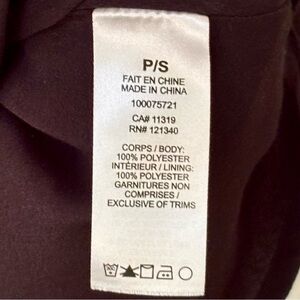 P/S
FAIT EN CHINE
MADE IN CHINA
100075721
CA# 11319
RN# 121340
CORPS / BODY:
100% POLYESTER
INTÉRIEUR / LINING:
100% POLYESTER
GARNITURES NON
COMPRISES /
EXCLUSIVE OF TRIMS